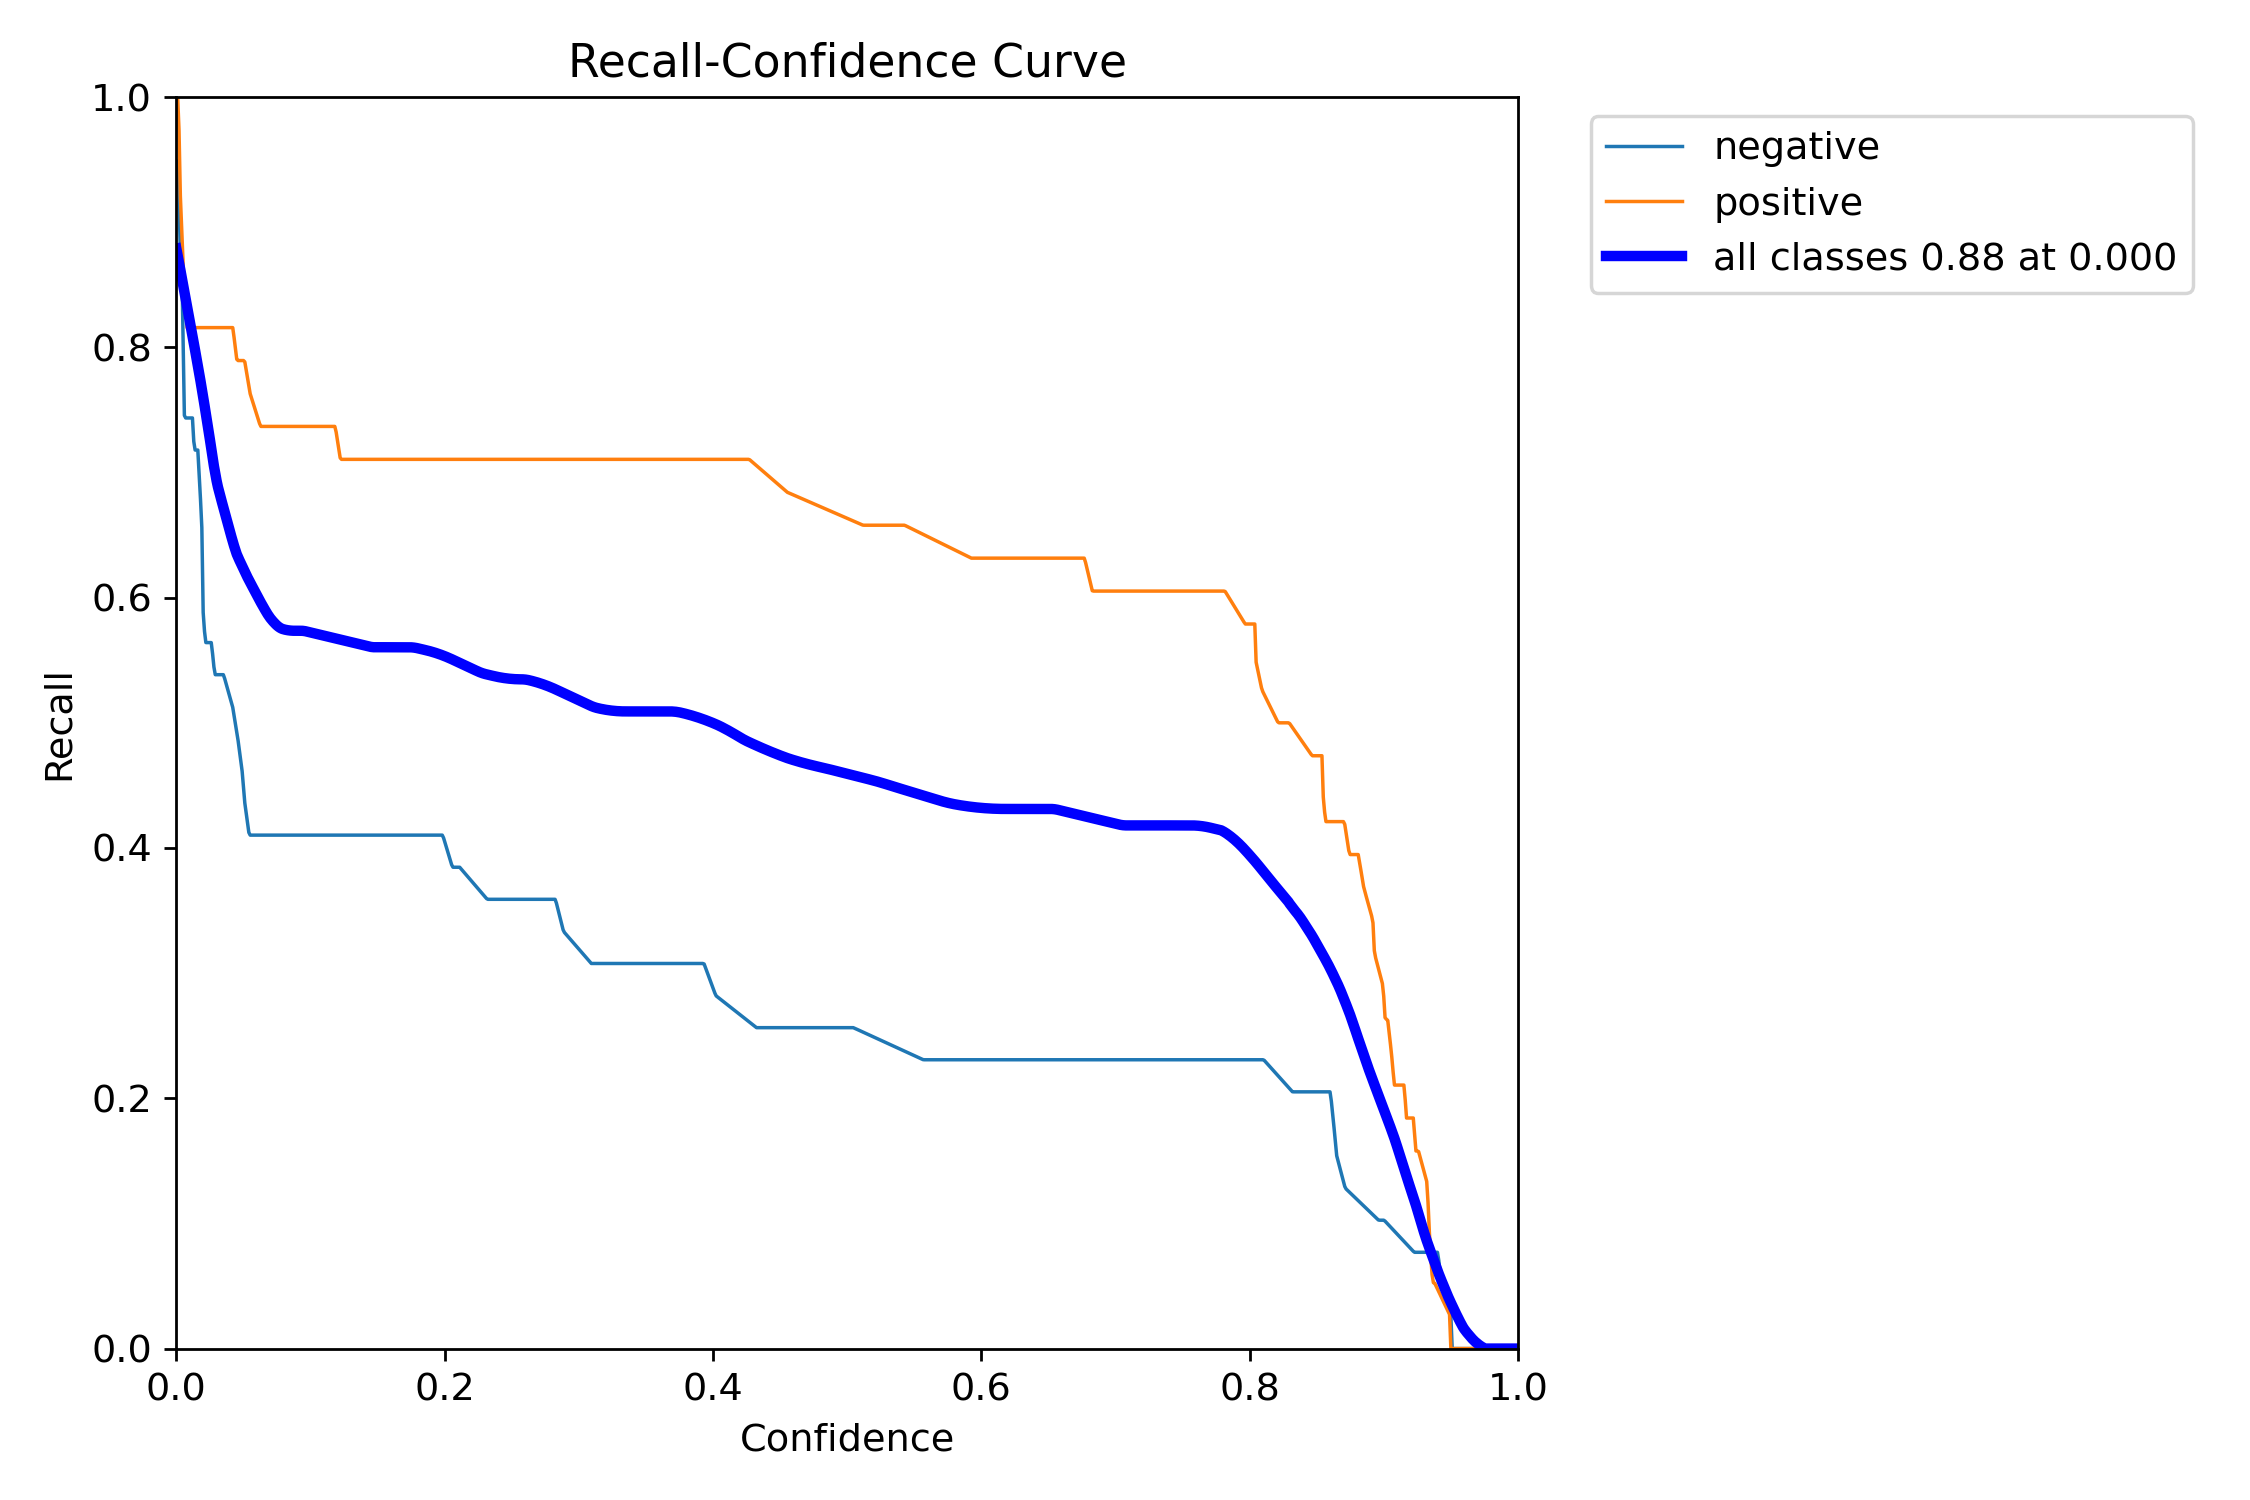 Recall-Confidence Curve
negative
positive
all classes 0.88 at 0.000
1.0
0.8
0.6
0.4
0.2
0.0
Recall
0.0 0.2 0.4 0.6 0.8 1.0
Confidence